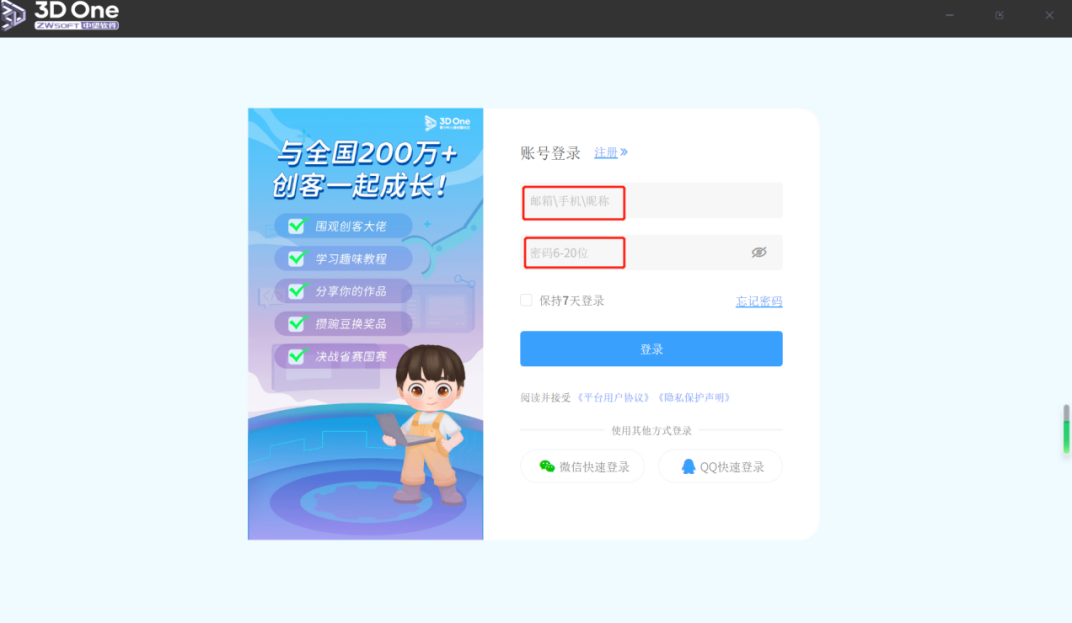 3D One
ZWSOFT 中望软件
3D One
与全国200万+
创客一起成长!
围观创客大佬
学习趣味教程
分享你的作品
攒豌豆换奖品
决战省赛国赛
账号登录 注册 »
邮箱\手机\昵称
密码6-20位
保持7天登录 忘记密码
登录
阅读并接受 《平台用户协议》《隐私保护声明》
使用其他方式登录
微信快速登录 QQ快速登录